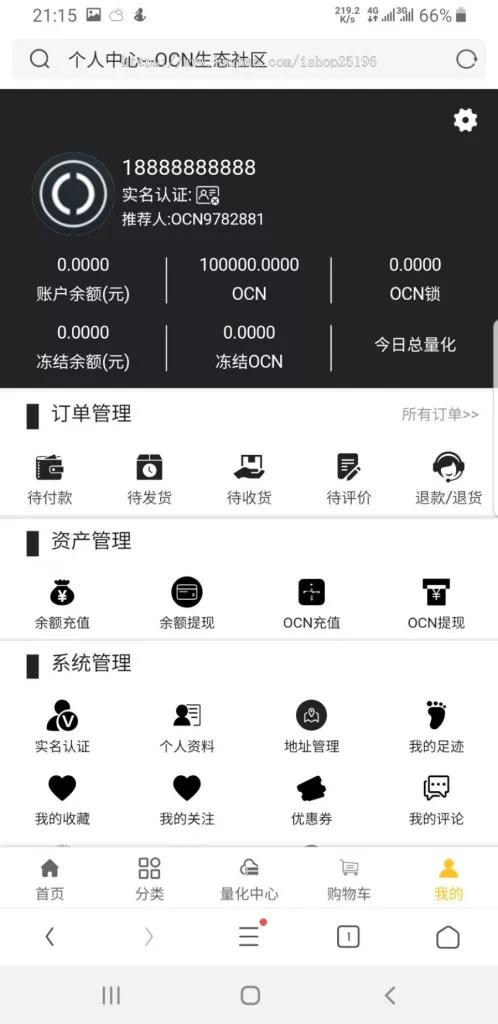 21:15
219.2 K/s 4G 3G 66%
个人中心--OCN生态社区
18888888888
实名认证:
推荐人:OCN9782881
0.0000 100000.0000 0.0000
账户余额(元) OCN OCN锁
0.0000 0.0000
冻结余额(元) 冻结OCN 今日总量化
订单管理 所有订单>>
待付款 待发货 待收货 待评价 退款/退货
资产管理
余额充值 余额提现 OCN充值 OCN提现
系统管理
实名认证 个人资料 地址管理 我的足迹
我的收藏 我的关注 优惠券 我的评论
首页 分类 量化中心 购物车 我的
1